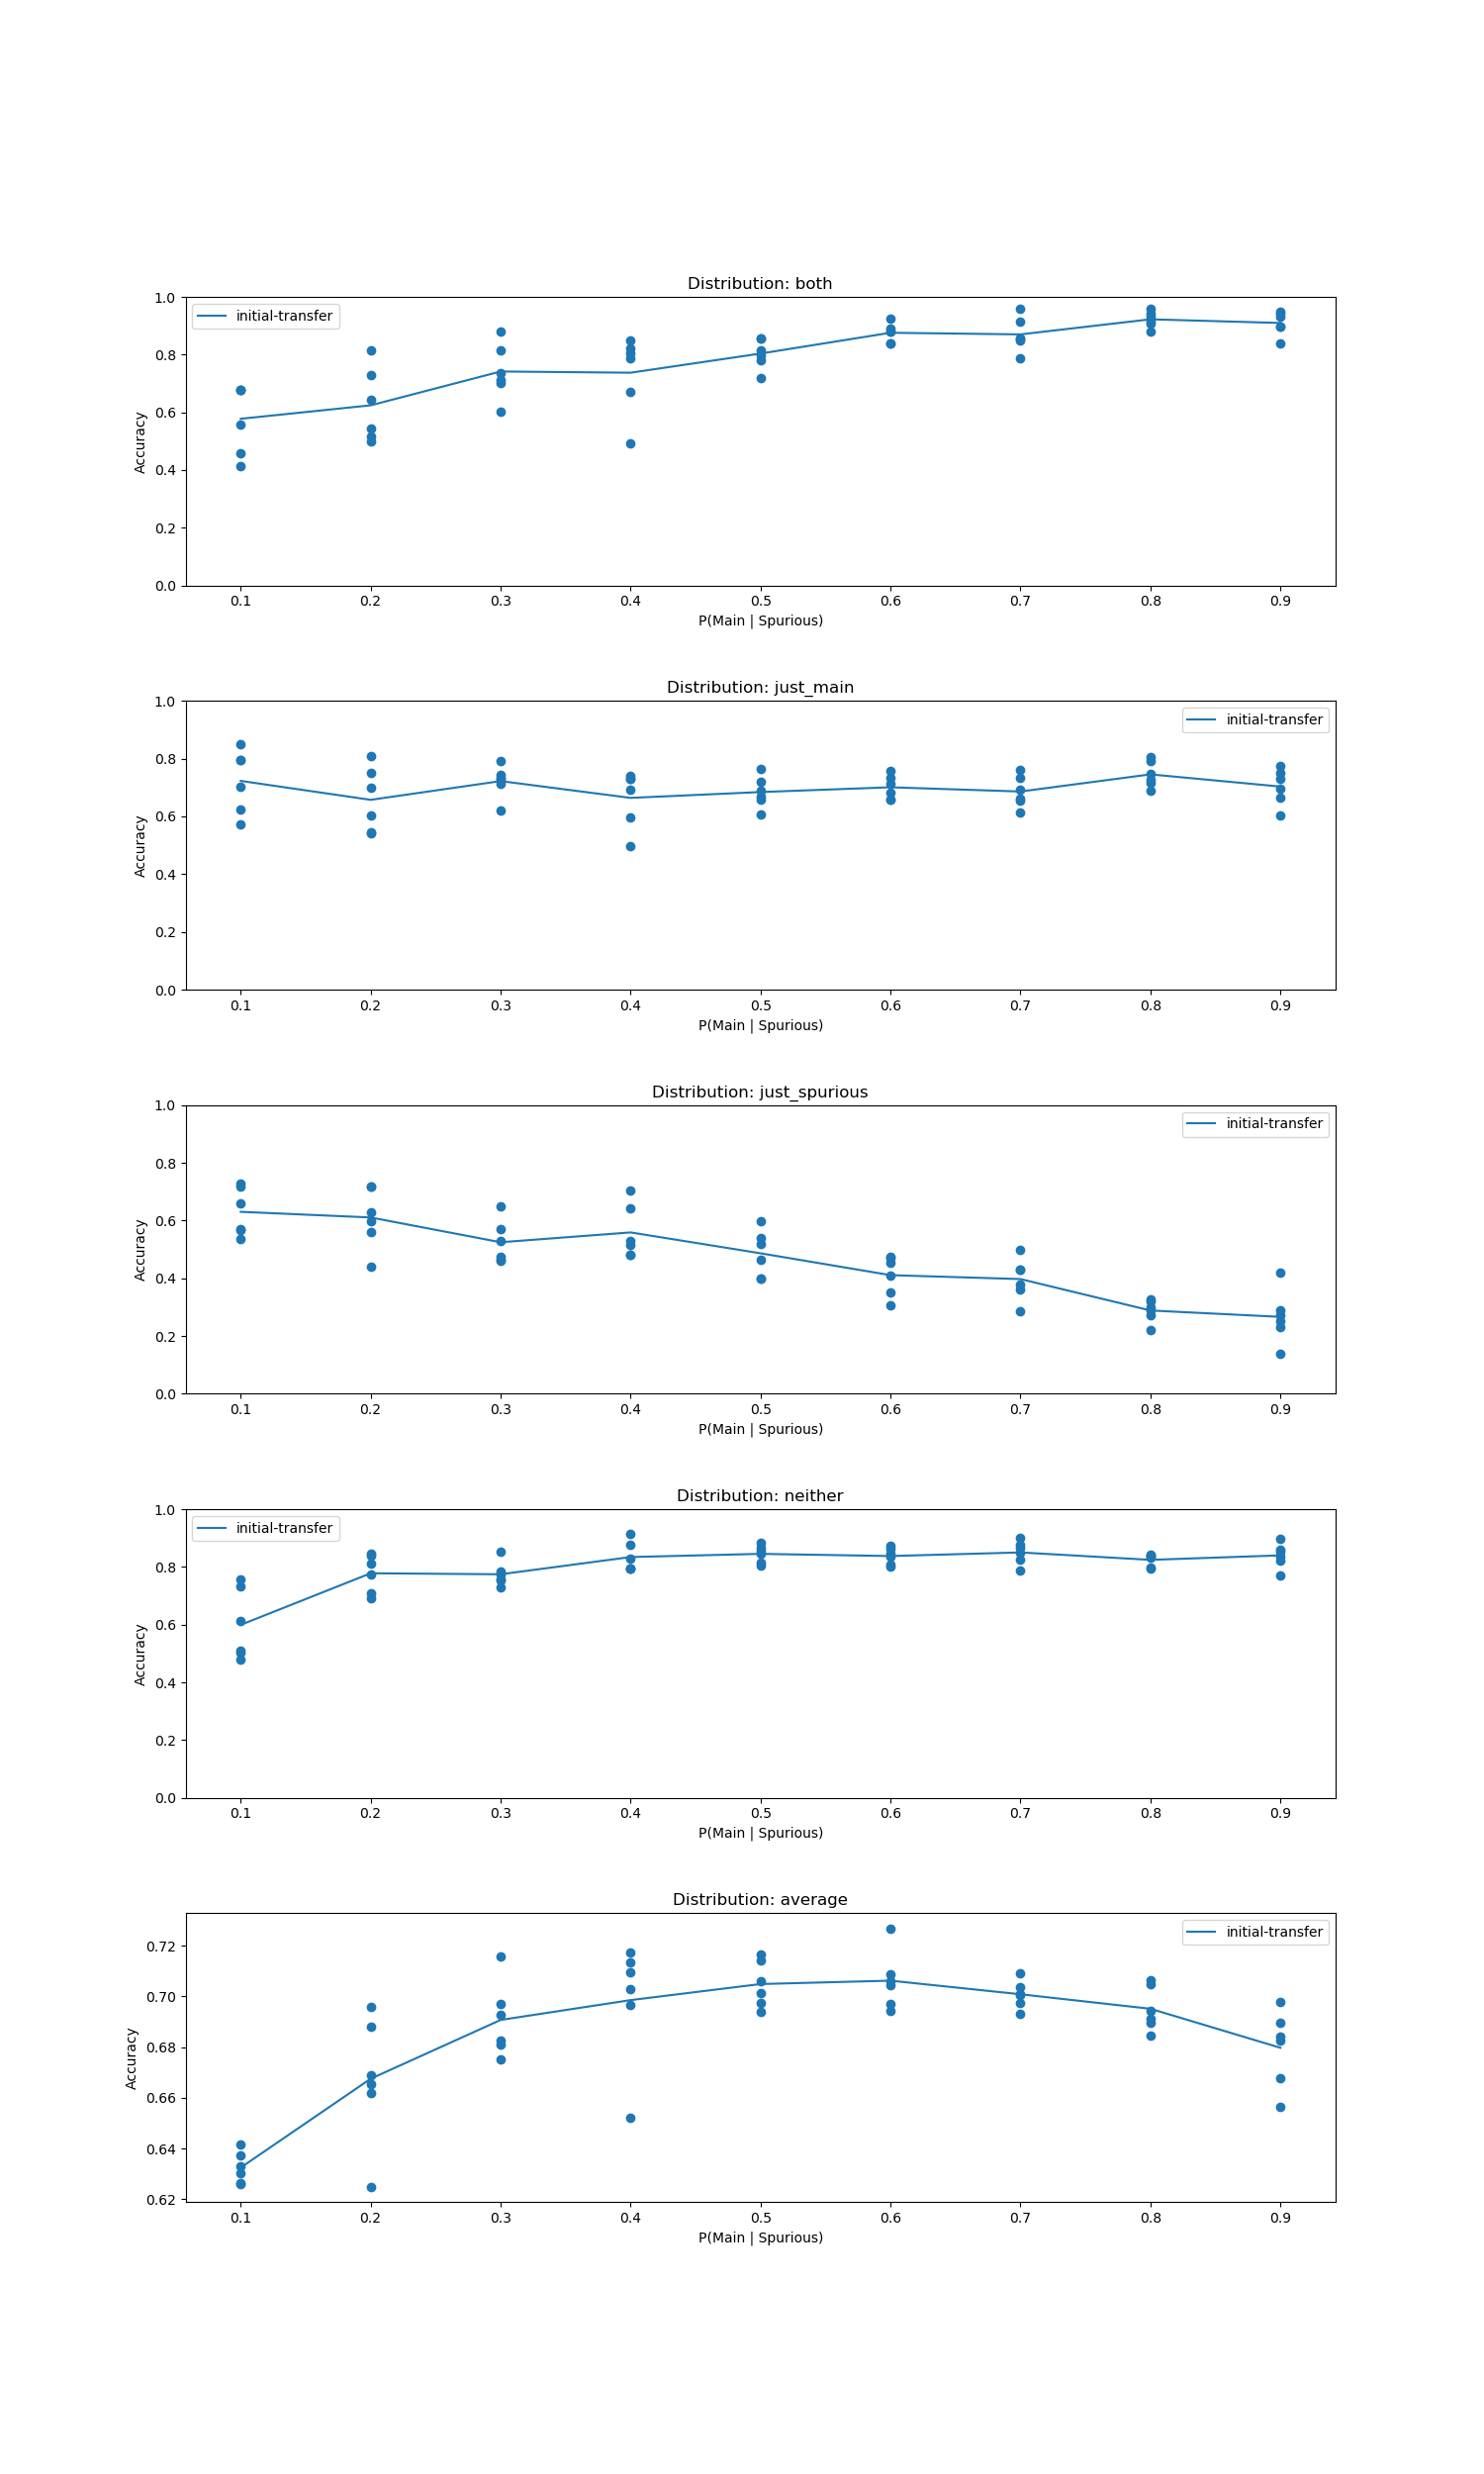 Distribution: both
1.0
0.8
0.6
0.4
0.2
0.0
Accuracy
initial-transfer
0.1 0.2 0.3 0.4 0.5 0.6 0.7 0.8 0.9
P(Main | Spurious)
Distribution: just_main
1.0
0.8
0.6
0.4
0.2
0.0
Accuracy
initial-transfer
0.1 0.2 0.3 0.4 0.5 0.6 0.7 0.8 0.9
P(Main | Spurious)
Distribution: just_spurious
1.0
0.8
0.6
0.4
0.2
0.0
Accuracy
initial-transfer
0.1 0.2 0.3 0.4 0.5 0.6 0.7 0.8 0.9
P(Main | Spurious)
Distribution: neither
1.0
0.8
0.6
0.4
0.2
0.0
Accuracy
initial-transfer
0.1 0.2 0.3 0.4 0.5 0.6 0.7 0.8 0.9
P(Main | Spurious)
Distribution: average
0.72
0.70
0.68
0.66
0.64
0.62
Accuracy
initial-transfer
0.1 0.2 0.3 0.4 0.5 0.6 0.7 0.8 0.9
P(Main | Spurious)